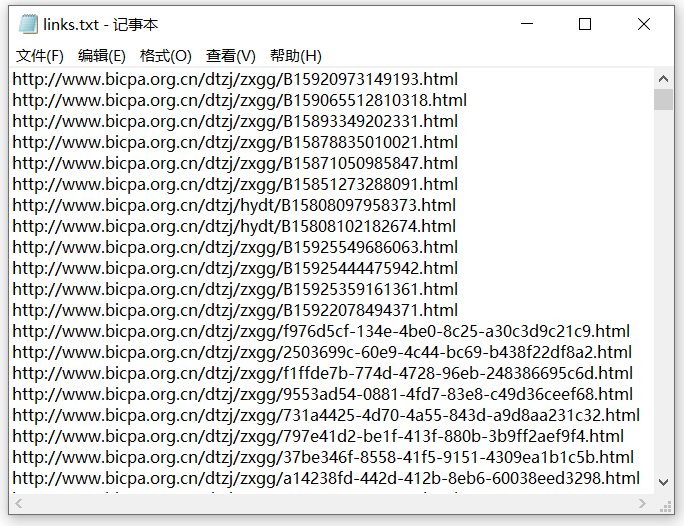 links.txt - 记事本
文件(F) 编辑(E) 格式(O) 查看(V) 帮助(H)
http://www.bicpa.org.cn/dtzj/zxgg/B15920973149193.html
http://www.bicpa.org.cn/dtzj/zxgg/B159065512810318.html
http://www.bicpa.org.cn/dtzj/zxgg/B15893349202331.html
http://www.bicpa.org.cn/dtzj/zxgg/B15878835010021.html
http://www.bicpa.org.cn/dtzj/zxgg/B15871050985847.html
http://www.bicpa.org.cn/dtzj/zxgg/B15851273288091.html
http://www.bicpa.org.cn/dtzj/hydt/B15808097958373.html
http://www.bicpa.org.cn/dtzj/hydt/B15808102182674.html
http://www.bicpa.org.cn/dtzj/zxgg/B15925549686063.html
http://www.bicpa.org.cn/dtzj/zxgg/B15925444475942.html
http://www.bicpa.org.cn/dtzj/zxgg/B15925359161361.html
http://www.bicpa.org.cn/dtzj/zxgg/B15922078494371.html
http://www.bicpa.org.cn/dtzj/zxgg/f976d5cf-134e-4be0-8c25-a30c3d9c21c9.html
http://www.bicpa.org.cn/dtzj/zxgg/2503699c-60e9-4c44-bc69-b438f22df8a2.html
http://www.bicpa.org.cn/dtzj/zxgg/f1ffde7b-774d-4728-96eb-248386695c6d.html
http://www.bicpa.org.cn/dtzj/zxgg/9553ad54-0881-4fd7-83e8-c49d36ceef68.html
http://www.bicpa.org.cn/dtzj/zxgg/731a4425-4d70-4a55-843d-a9d8aa231c32.html
http://www.bicpa.org.cn/dtzj/zxgg/797e41d2-be1f-413f-880b-3b9ff2aef9f4.html
http://www.bicpa.org.cn/dtzj/zxgg/37be346f-8558-41f5-9151-4309ea1b1c5b.html
http://www.bicpa.org.cn/dtzj/zxgg/a14238fd-442d-412b-8eb6-60038eed3298.html